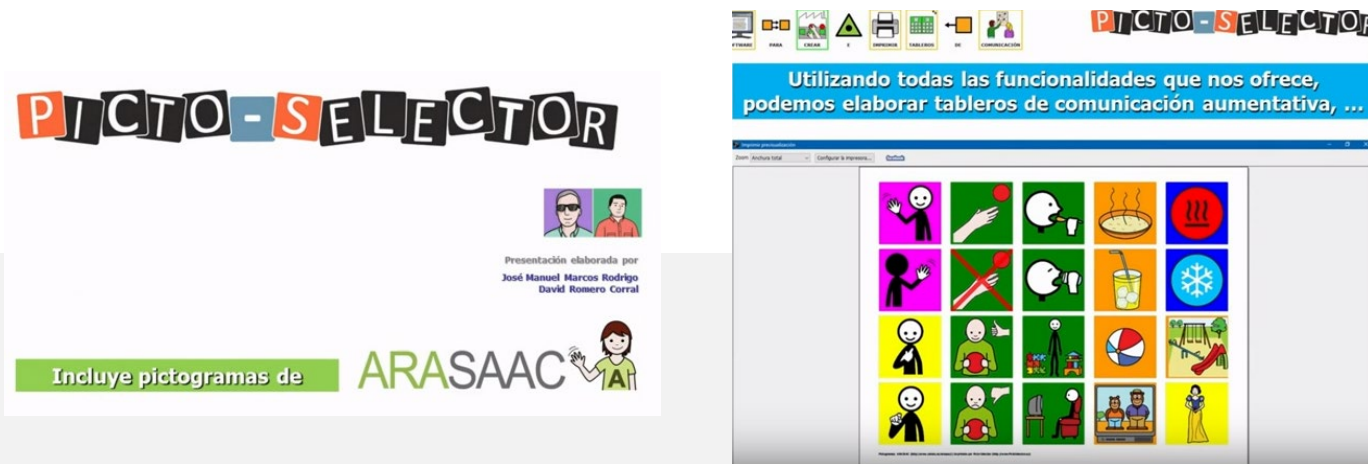 PICTO-SELECTOR
Presentación elaborada por
José Manuel Marcos Rodrigo
David Romero Corral
Incluye pictogramas de
ARASAAC
A
PARA
CREAR
E
IMPRIMIR
TABLEROS
DE
COMUNICACIÓN
PICTO-SELECTOR
Utilizando todas las funcionalidades que nos ofrece,
podemos elaborar tableros de comunicación aumentativa, ...
Imprimir previsualización
Zoom Anchura total
Configurar la impresora...